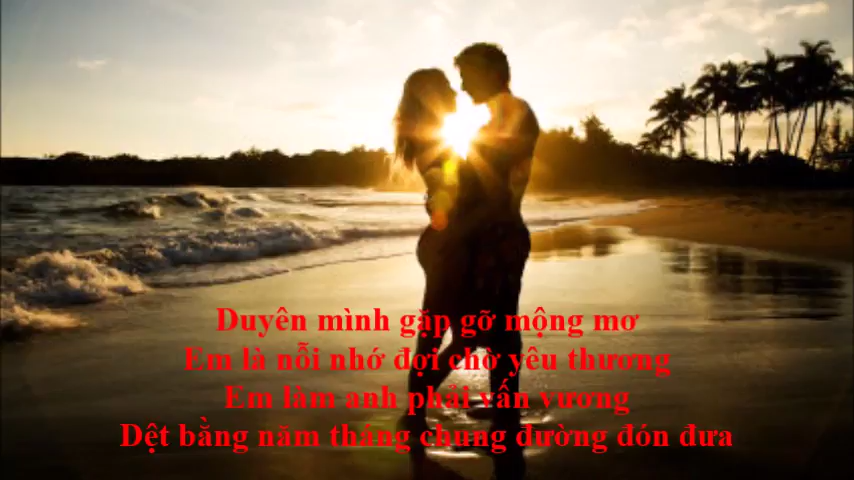 Duyên mình gặp gỡ mộng mơ
Em là nỗi nhớ đợi chờ yêu thương
Em làm anh phải vấn vương
Dệt bằng năm tháng chung đường đón đưa